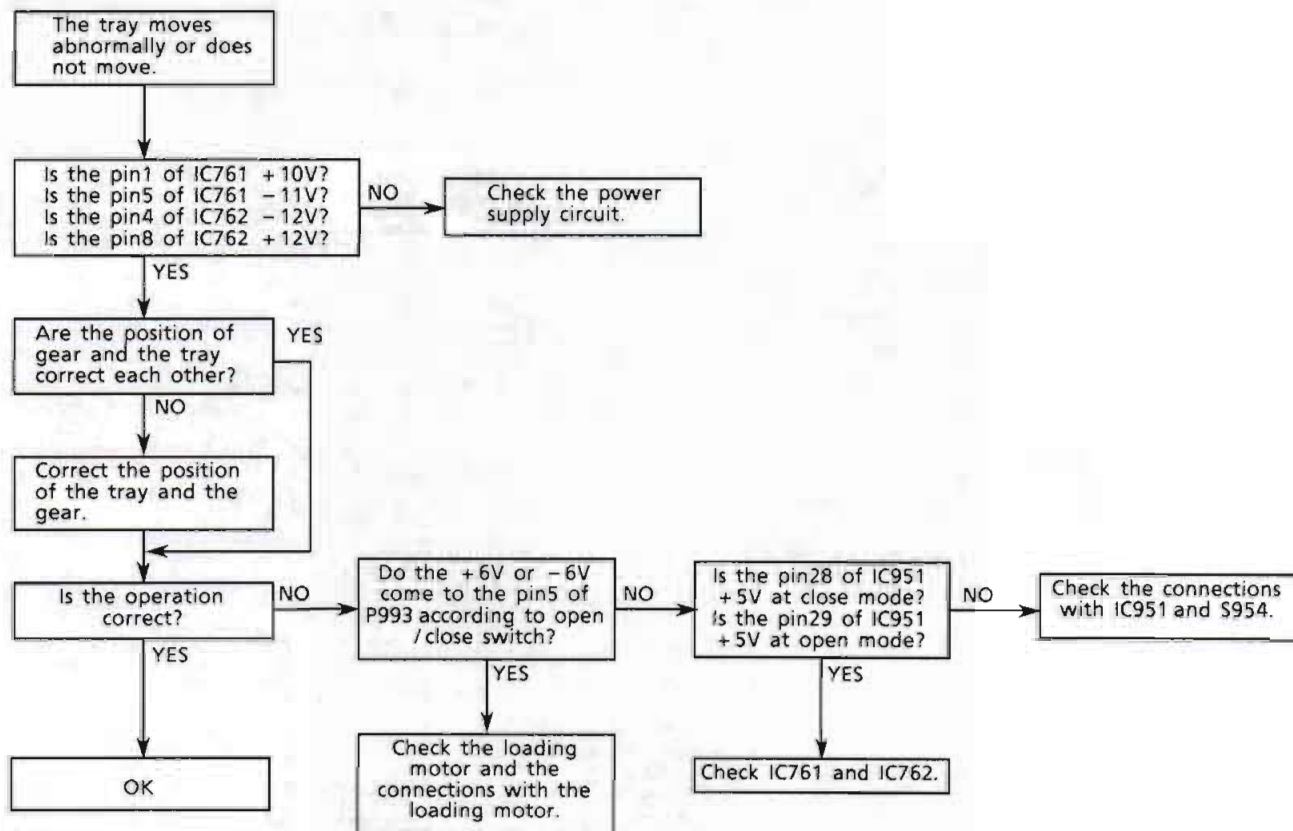 The tray moves
abnormally or does
not move.
Is the pin1 of IC761 +10V?
Is the pin5 of IC761 −11V?
Is the pin4 of IC762 −12V?
Is the pin8 of IC762 +12V?
NO
Check the power
supply circuit.
YES
Are the position of
gear and the tray
correct each other?
YES
NO
Correct the position
of the tray and the
gear.
Is the operation
correct?
NO
Do the +6V or −6V
come to the pin5 of
P993 according to open
/close switch?
NO
Is the pin28 of IC951
+5V at close mode?
Is the pin29 of IC951
+5V at open mode?
NO
Check the connections
with IC951 and S954.
YES
YES
YES
OK
Check the loading
motor and the
connections with the
loading motor.
Check IC761 and IC762.